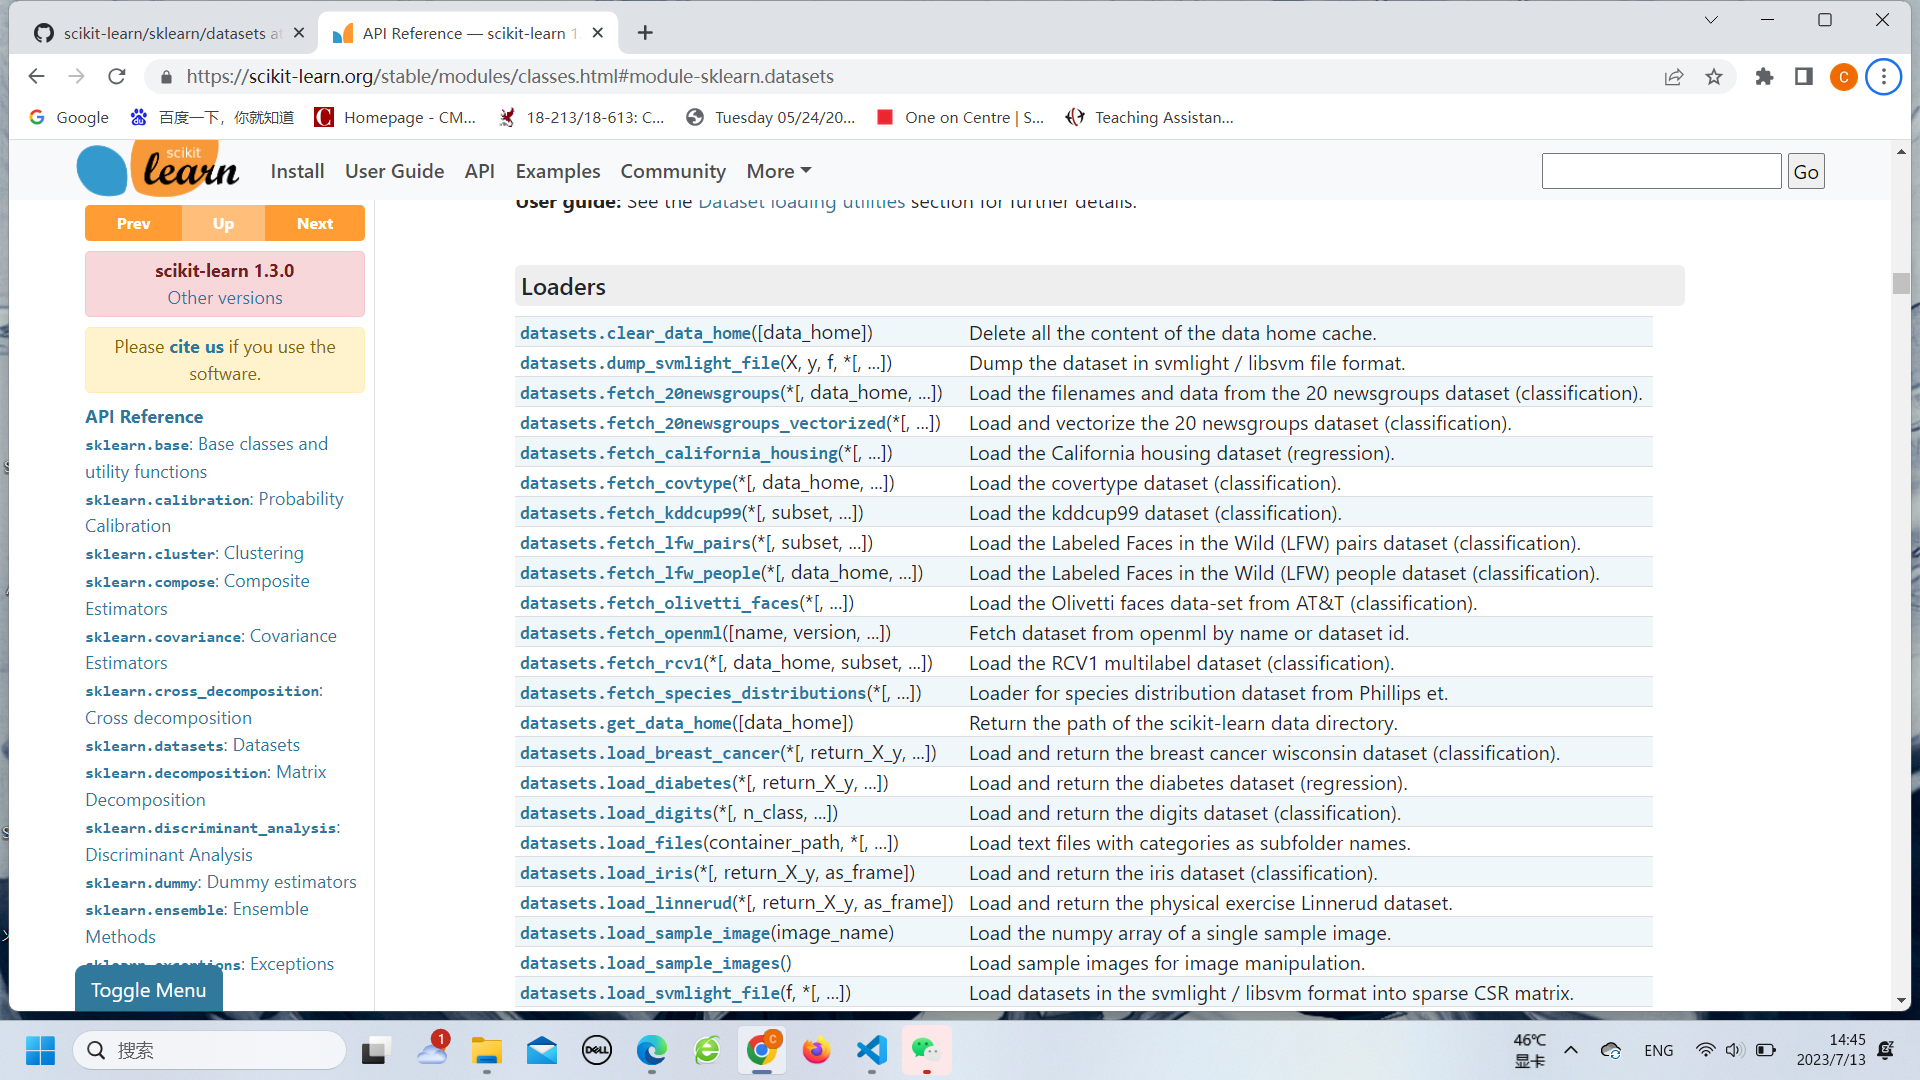 scikit-learn/sklearn/datasets at
API Reference — scikit-learn 1
https://scikit-learn.org/stable/modules/classes.html#module-sklearn.datasets
C
Google
百度一下，你就知道
Homepage - CM...
18-213/18-613: C...
Tuesday 05/24/20...
One on Centre | S...
Teaching Assistan...
scikit
learn
Install
User Guide
API
Examples
Community
More
Go
Prev
Up
Next
scikit-learn 1.3.0
Other versions
Please cite us if you use the
software.
API Reference
sklearn.base: Base classes and
utility functions
sklearn.calibration: Probability
Calibration
sklearn.cluster: Clustering
sklearn.compose: Composite
Estimators
sklearn.covariance: Covariance
Estimators
sklearn.cross_decomposition:
Cross decomposition
sklearn.datasets: Datasets
sklearn.decomposition: Matrix
Decomposition
sklearn.discriminant_analysis:
Discriminant Analysis
sklearn.dummy: Dummy estimators
sklearn.ensemble: Ensemble
Methods
sklearn.exceptions: Exceptions
Toggle Menu
User guide: See the Dataset loading utilities section for further details.
Loaders
datasets.clear_data_home([data_home]) Delete all the content of the data home cache.
datasets.dump_svmlight_file(X, y, f, *[, ...]) Dump the dataset in svmlight / libsvm file format.
datasets.fetch_20newsgroups(*[, data_home, ...]) Load the filenames and data from the 20 newsgroups dataset (classification).
datasets.fetch_20newsgroups_vectorized(*[, ...]) Load and vectorize the 20 newsgroups dataset (classification).
datasets.fetch_california_housing(*[, ...]) Load the California housing dataset (regression).
datasets.fetch_covtype(*[, data_home, ...]) Load the covertype dataset (classification).
datasets.fetch_kddcup99(*[, subset, ...]) Load the kddcup99 dataset (classification).
datasets.fetch_lfw_pairs(*[, subset, ...]) Load the Labeled Faces in the Wild (LFW) pairs dataset (classification).
datasets.fetch_lfw_people(*[, data_home, ...]) Load the Labeled Faces in the Wild (LFW) people dataset (classification).
datasets.fetch_olivetti_faces(*[, ...]) Load the Olivetti faces data-set from AT&T (classification).
datasets.fetch_openml([name, version, ...]) Fetch dataset from openml by name or dataset id.
datasets.fetch_rcv1(*[, data_home, subset, ...]) Load the RCV1 multilabel dataset (classification).
datasets.fetch_species_distributions(*[, ...]) Loader for species distribution dataset from Phillips et.
datasets.get_data_home([data_home]) Return the path of the scikit-learn data directory.
datasets.load_breast_cancer(*[, return_X_y, ...]) Load and return the breast cancer wisconsin dataset (classification).
datasets.load_diabetes(*[, return_X_y, ...]) Load and return the diabetes dataset (regression).
datasets.load_digits(*[, n_class, ...]) Load and return the digits dataset (classification).
datasets.load_files(container_path, *[, ...]) Load text files with categories as subfolder names.
datasets.load_iris(*[, return_X_y, as_frame]) Load and return the iris dataset (classification).
datasets.load_linnerud(*[, return_X_y, as_frame]) Load and return the physical exercise Linnerud dataset.
datasets.load_sample_image(image_name) Load the numpy array of a single sample image.
datasets.load_sample_images() Load sample images for image manipulation.
datasets.load_svmlight_file(f, *[, ...]) Load datasets in the svmlight / libsvm format into sparse CSR matrix.
搜索
1
DELL
C
46℃
显卡
ENG
14:45
2023/7/13